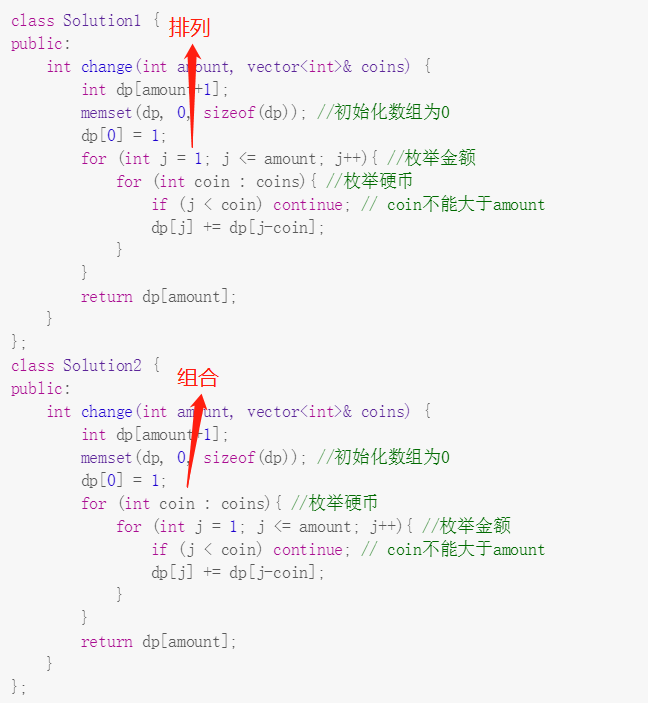 class Solution1 {
排列
public:
    int change(int amount, vector<int>& coins) {
        int dp[amount+1];
        memset(dp, 0, sizeof(dp)); //初始化数组为0
        dp[0] = 1;
        for (int j = 1; j <= amount; j++){ //枚举金额
            for (int coin : coins){ //枚举硬币
                if (j < coin) continue; // coin不能大于amount
                dp[j] += dp[j-coin];
            }
        }
        return dp[amount];
    }
};
class Solution2 {
组合
public:
    int change(int amount, vector<int>& coins) {
        int dp[amount+1];
        memset(dp, 0, sizeof(dp)); //初始化数组为0
        dp[0] = 1;
        for (int coin : coins){ //枚举硬币
            for (int j = 1; j <= amount; j++){ //枚举金额
                if (j < coin) continue; // coin不能大于amount
                dp[j] += dp[j-coin];
            }
        }
        return dp[amount];
    }
};